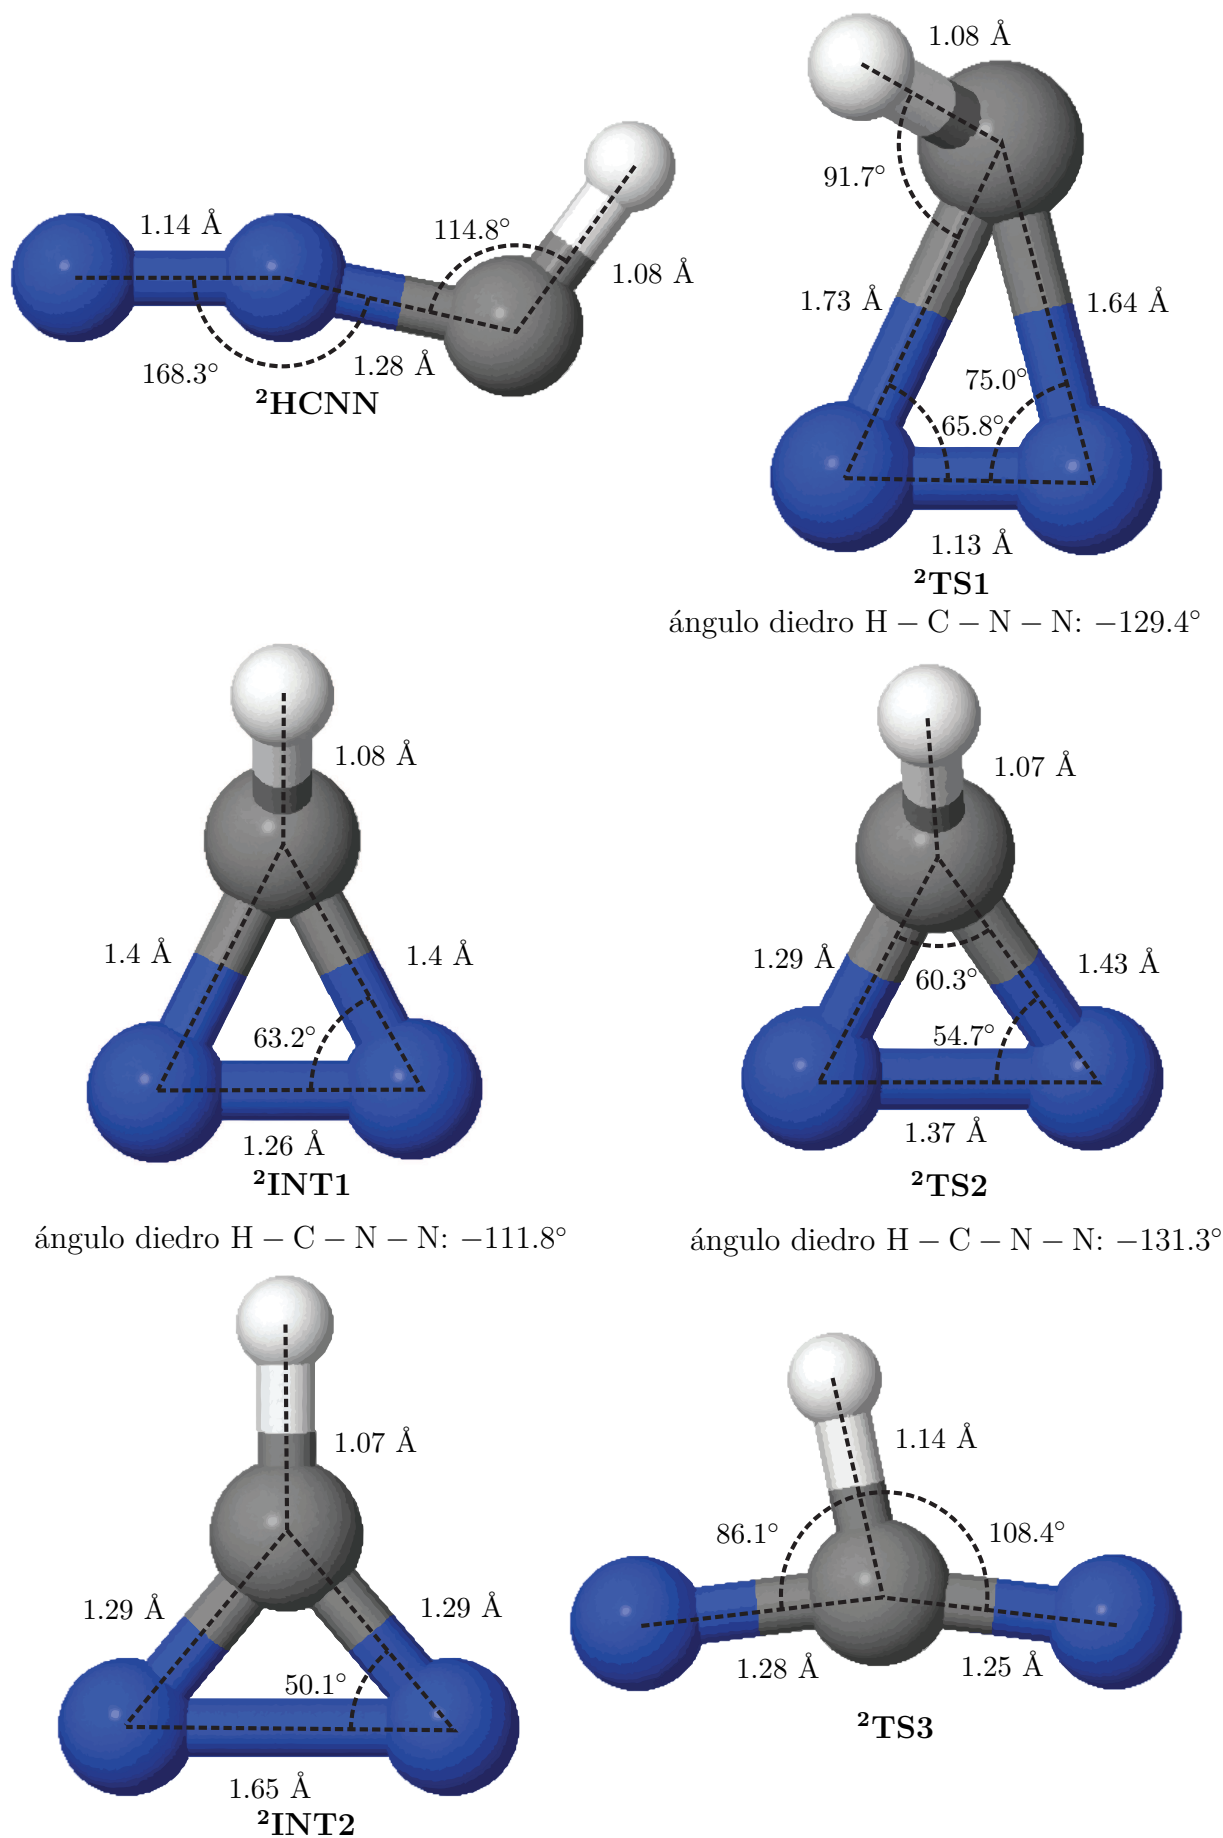 1.14 Å
114.8°
1.08 Å
168.3°
1.28 Å
²HCNN
1.08 Å
91.7°
1.73 Å
1.64 Å
75.0°
65.8°
1.13 Å
²TS1
ángulo diedro H – C – N – N: −129.4°
1.08 Å
1.4 Å
1.4 Å
63.2°
1.26 Å
²INT1
ángulo diedro H – C – N – N: −111.8°
1.07 Å
1.29 Å
60.3°
1.43 Å
54.7°
1.37 Å
²TS2
ángulo diedro H – C – N – N: −131.3°
1.07 Å
1.29 Å
1.29 Å
50.1°
1.65 Å
²INT2
1.14 Å
86.1°
108.4°
1.28 Å
1.25 Å
²TS3